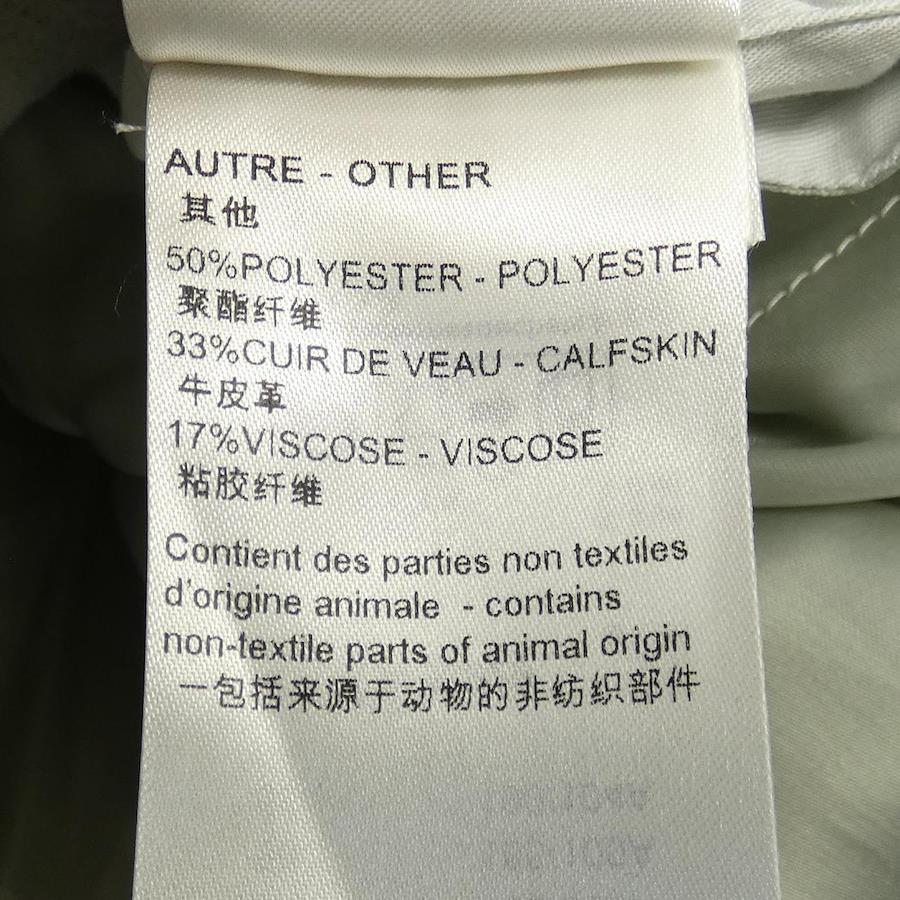 AUTRE - OTHER
其他
50%POLYESTER - POLYESTER
聚酯纤维
33%CUIR DE VEAU - CALFSKIN
牛皮革
17%VISCOSE - VISCOSE
粘胶纤维
Contient des parties non textiles
d'origine animale - contains
non-textile parts of animal origin
一包括来源于动物的非纺织部件